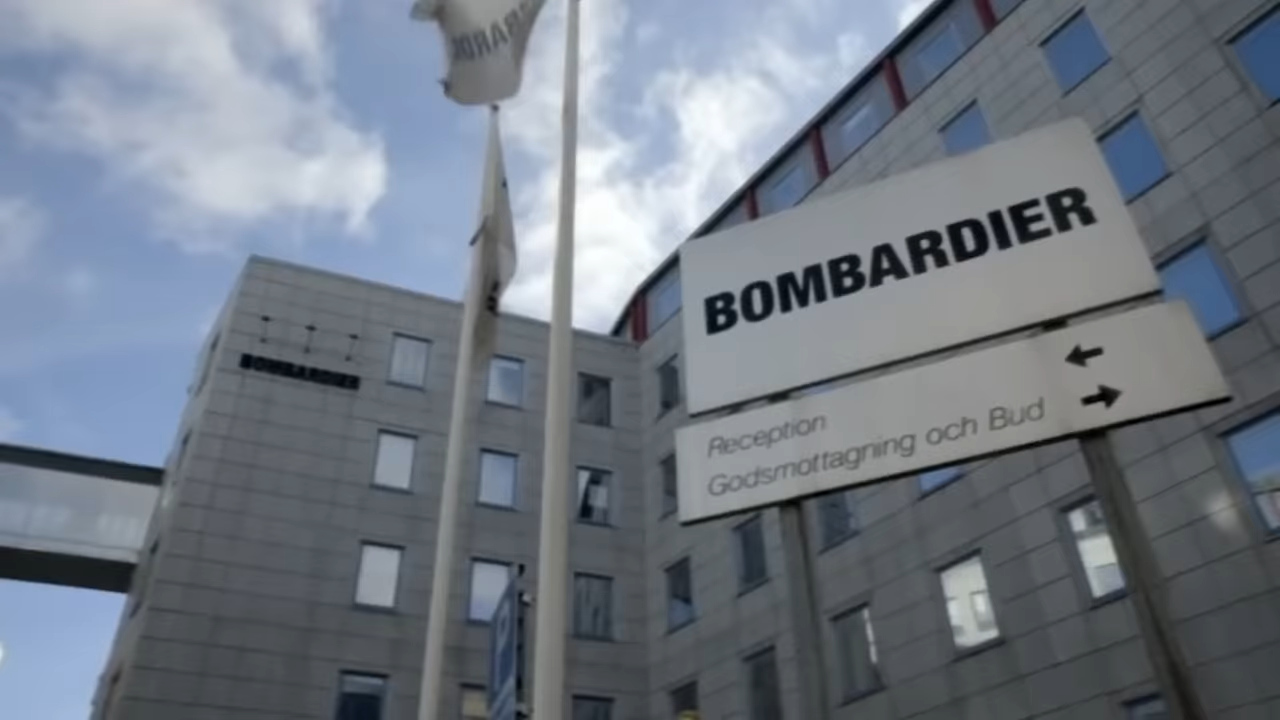 BOMBARDIER
BOMBARDIER
Reception
Godsmottagning och Bud
P